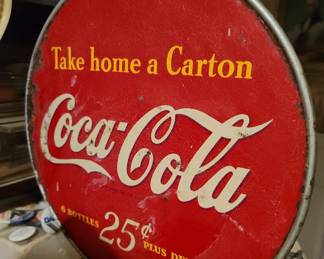 Take home a Carton
Coca-Cola
6 BOTTLES 25¢ PLUS